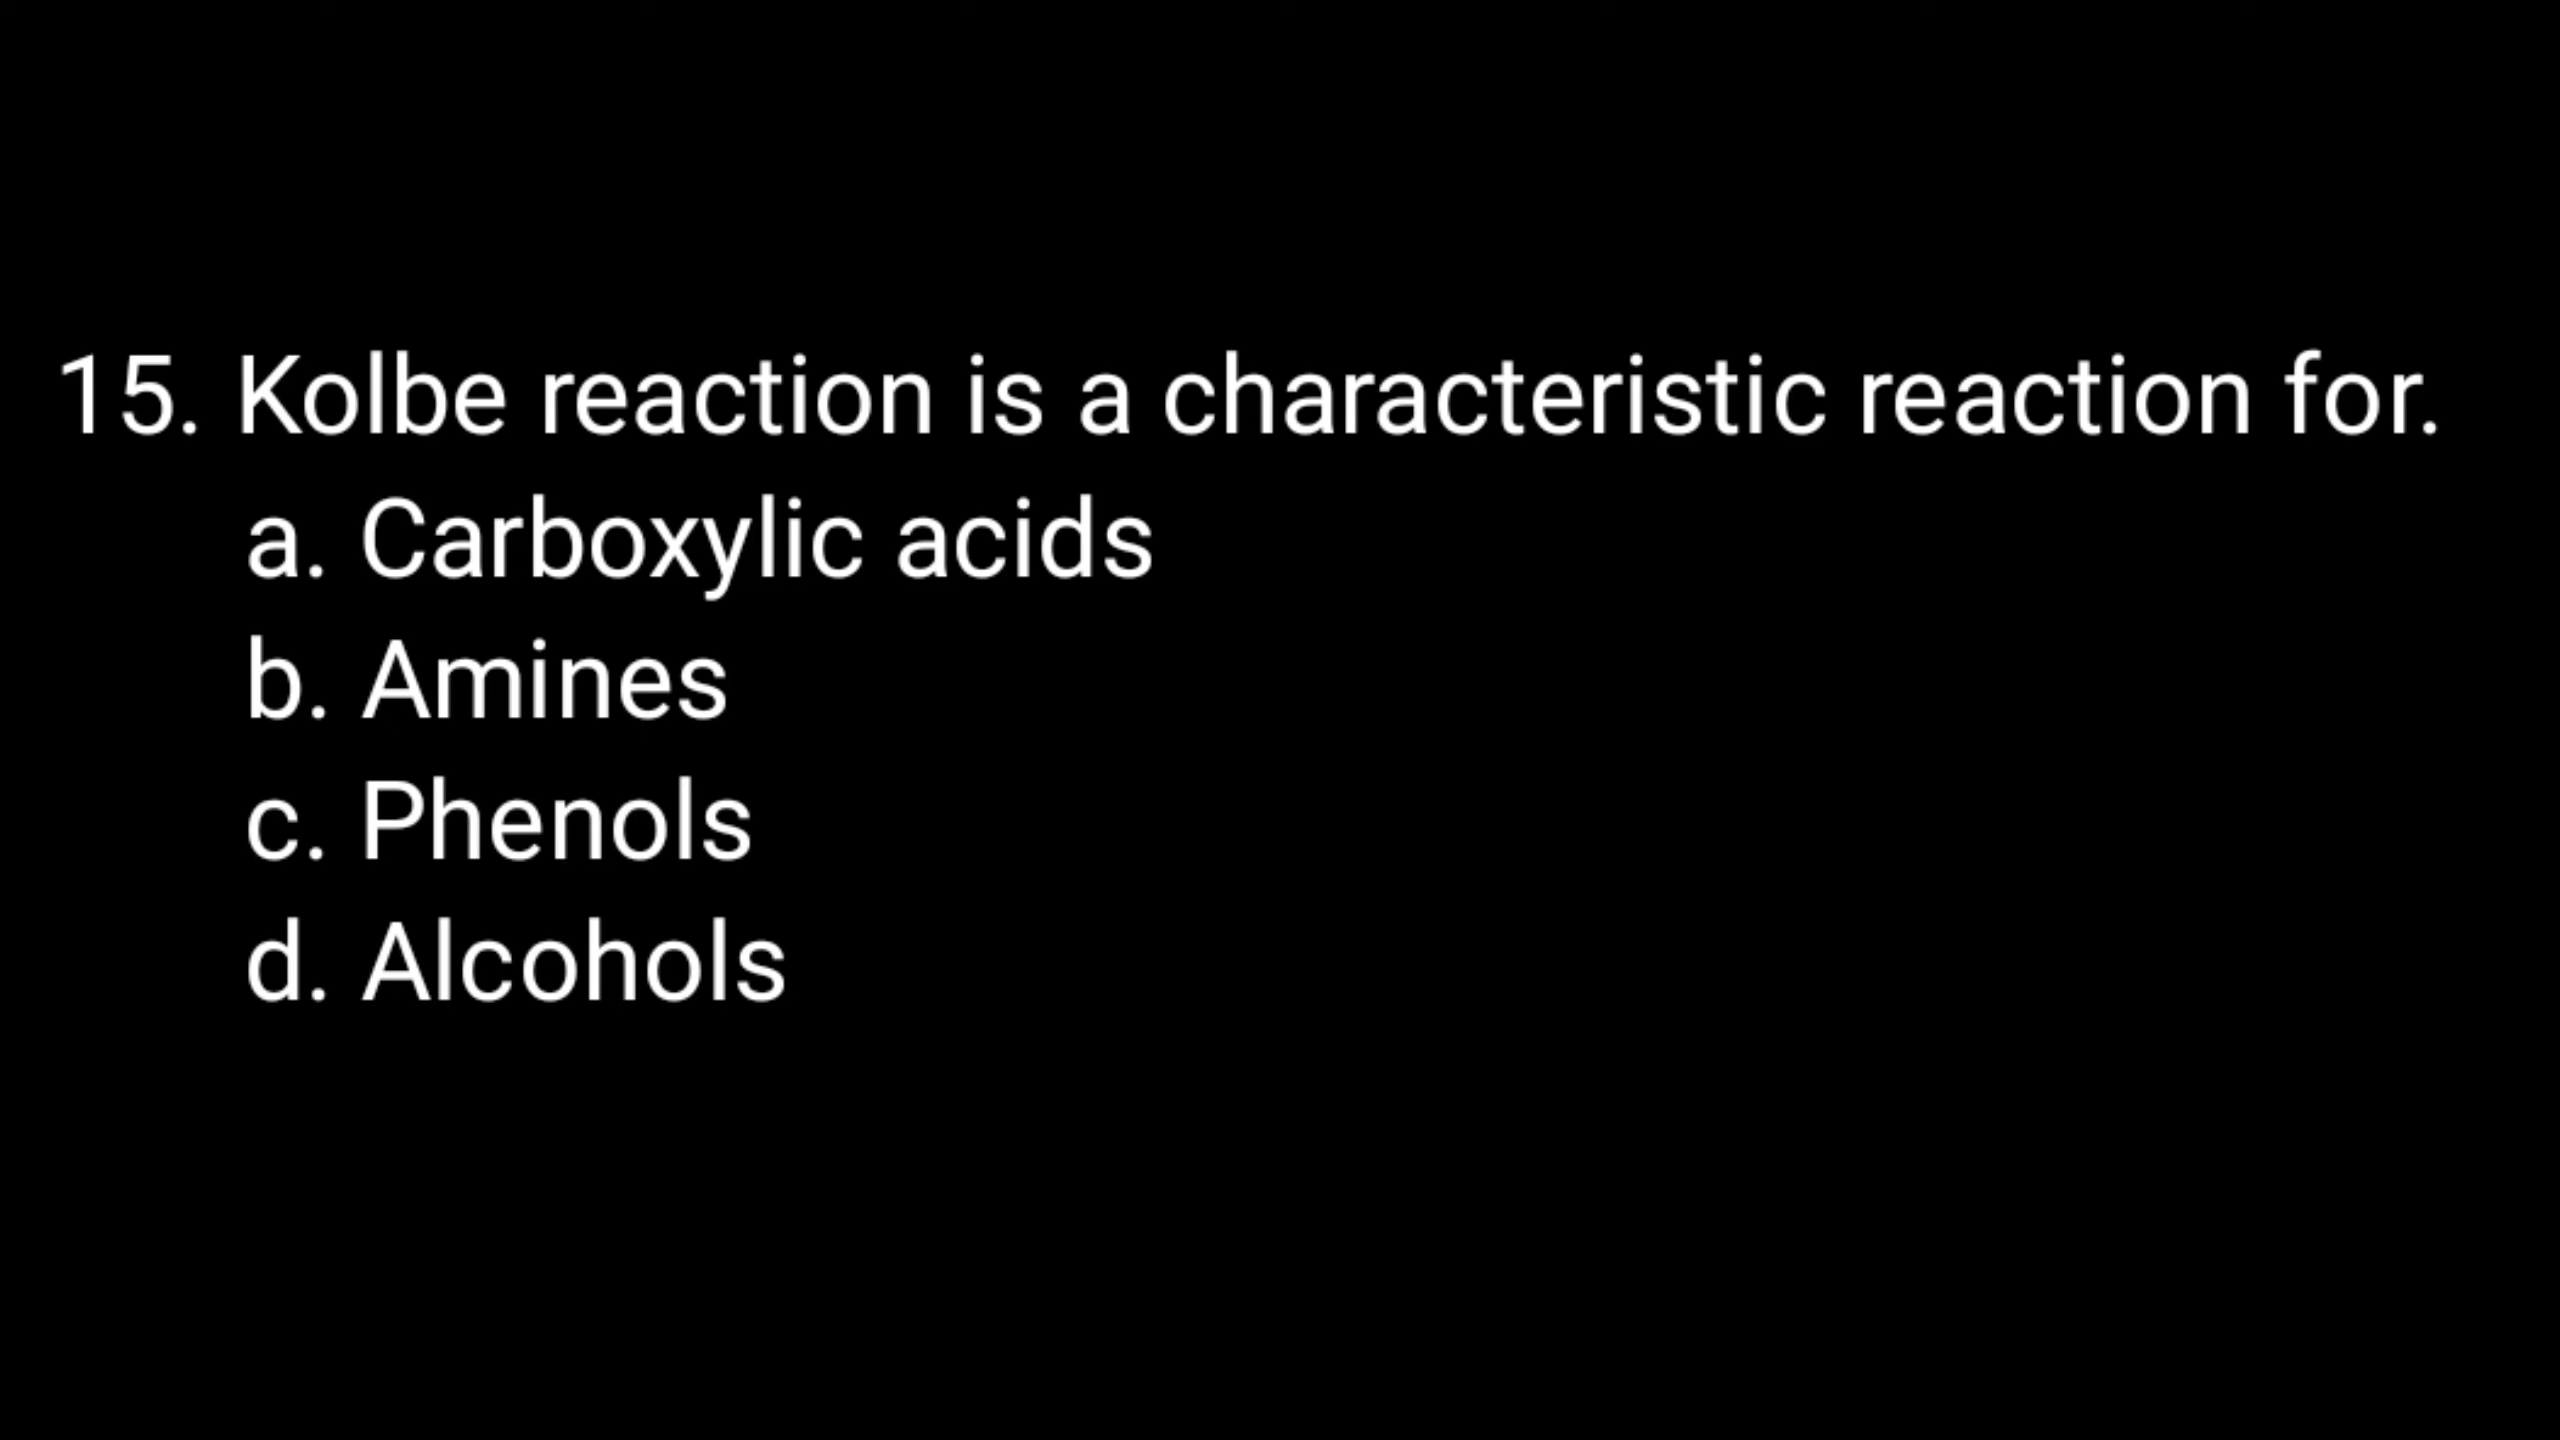 15. Kolbe reaction is a characteristic reaction for.
a. Carboxylic acids
b. Amines
c. Phenols
d. Alcohols